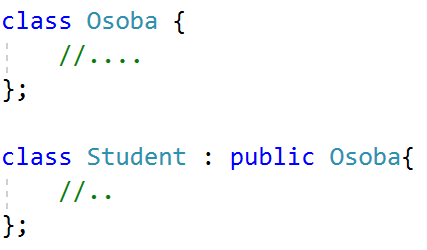 class Osoba {
//....
};
class Student : public Osoba{
//..
};